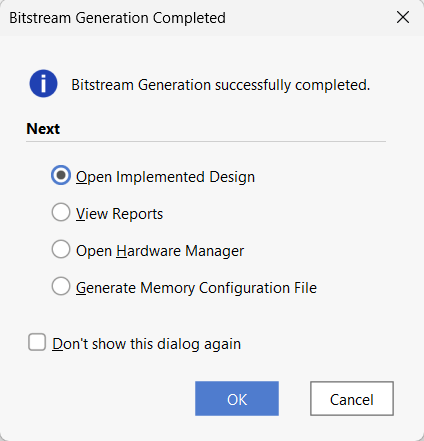 Bitstream Generation Completed
Bitstream Generation successfully completed.
Next
Open Implemented Design
View Reports
Open Hardware Manager
Generate Memory Configuration File
Don't show this dialog again
OK
Cancel